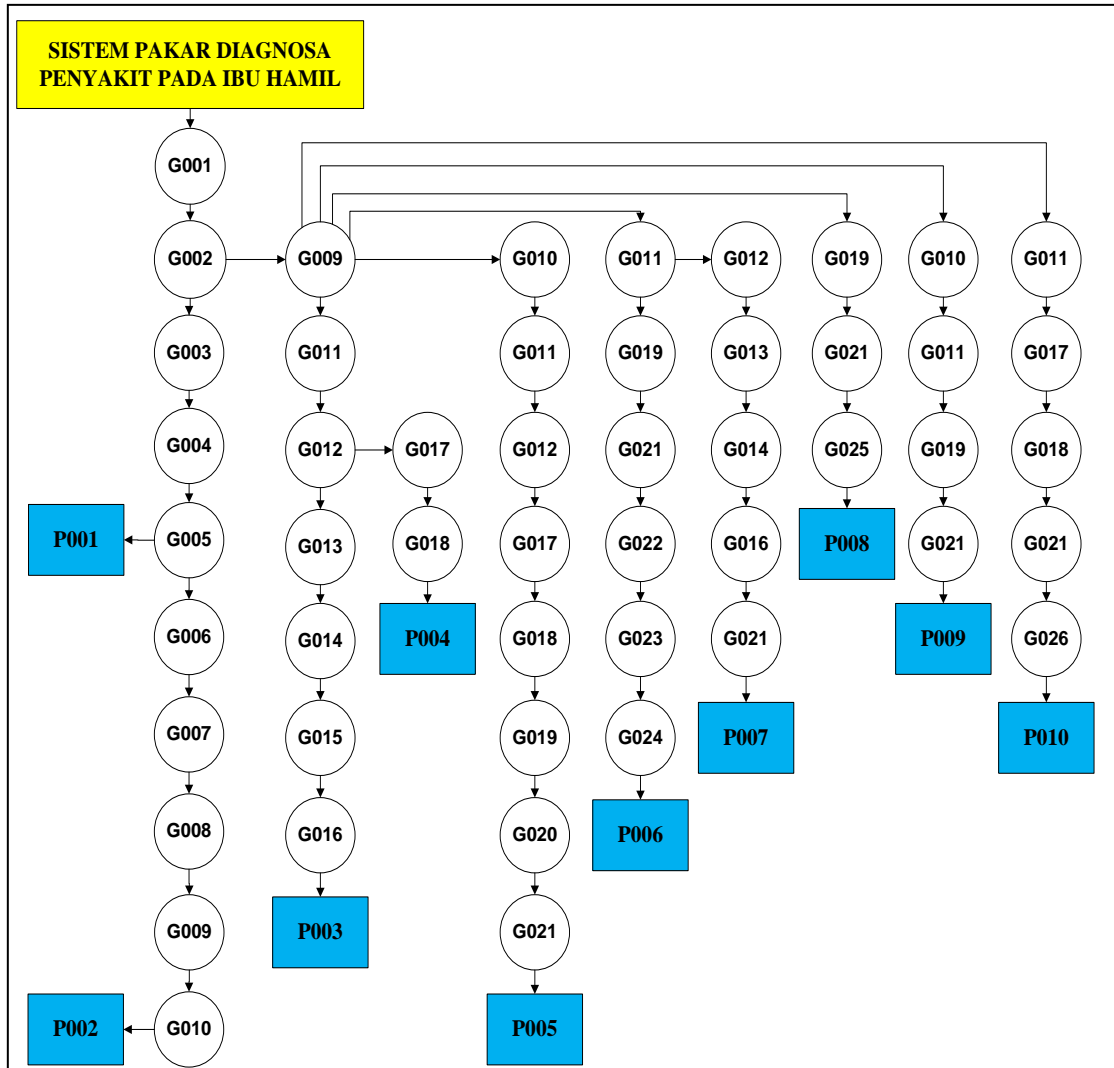 SISTEM PAKAR DIAGNOSA
PENYAKIT PADA IBU HAMIL
G001
G002 G009 G010 G011 G012 G019 G010 G011
G003 G011 G011 G019 G013 G021 G011 G017
G004 G012 G017 G012 G021 G014 G025 G019 G018
P001 G005 G013 G018 G017 G022 G016 P008 G021 G021
G006 G014 P004 G018 G023 G021 P009 G026
G007 G015 G019 G024 P007 P010
G008 G016 G020 P006
G009 P003 G021
P002 G010 P005